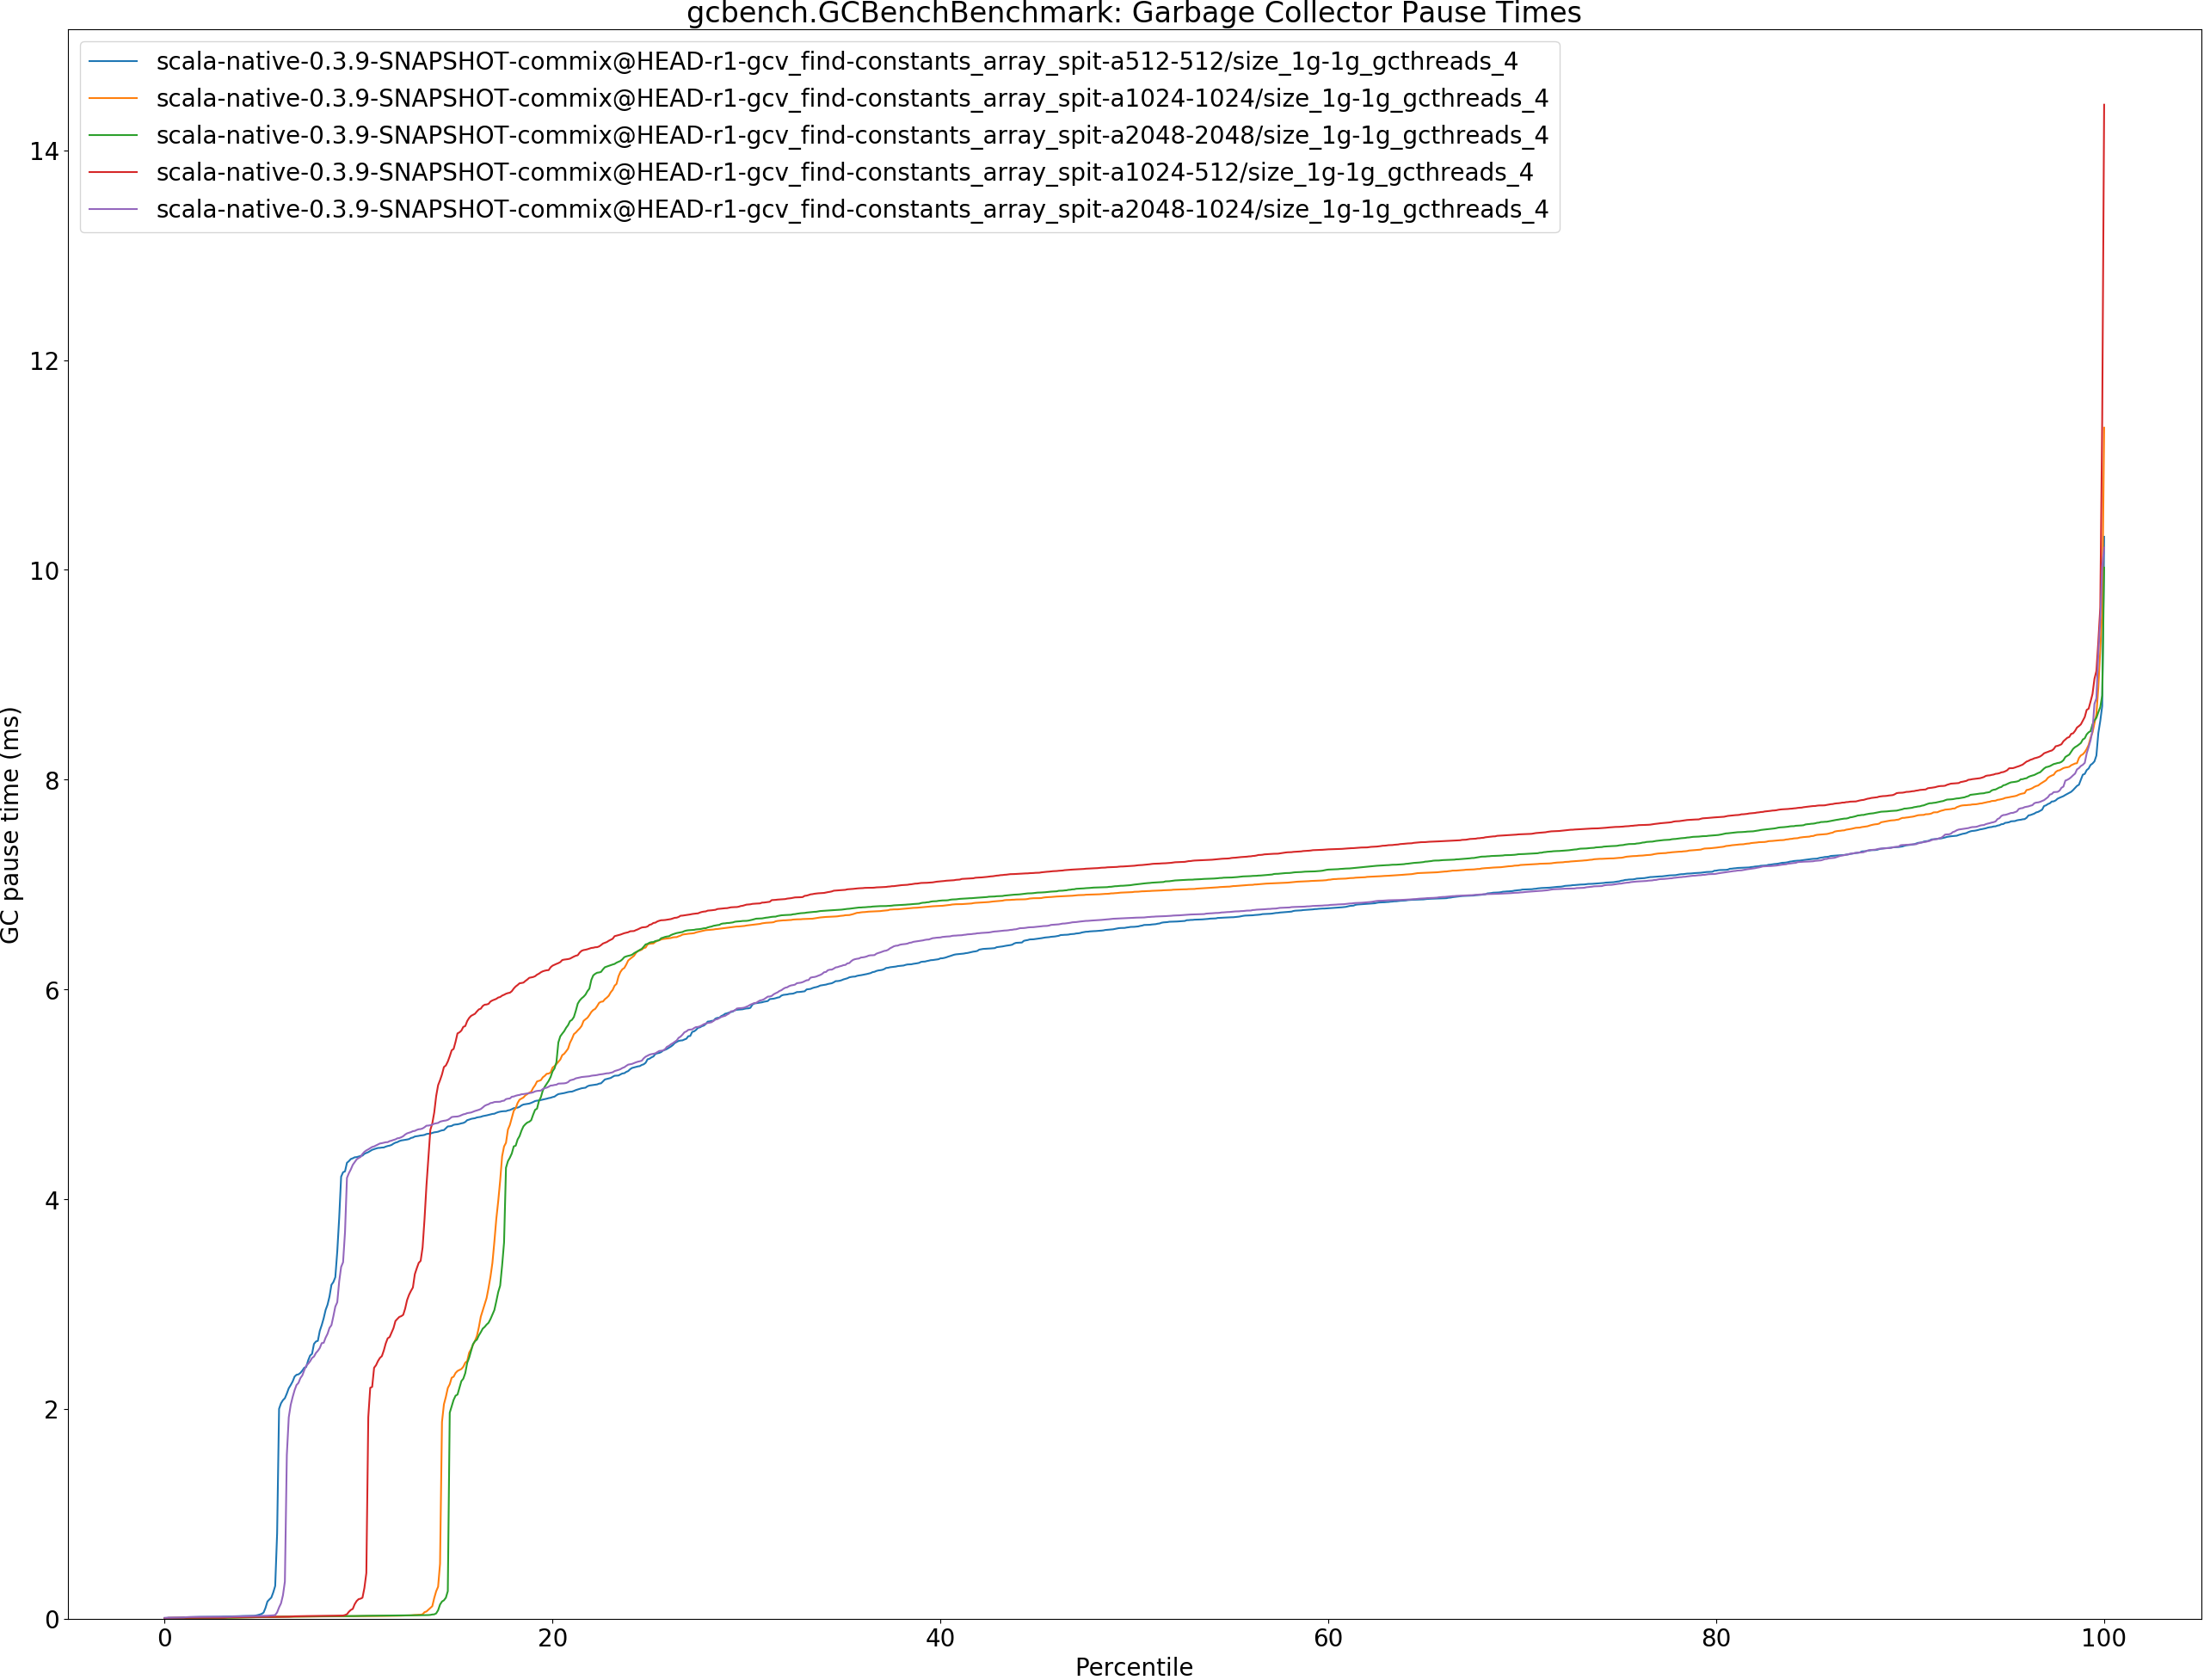 gcbench.GCBenchBenchmark: Garbage Collector Pause Times
scala-native-0.3.9-SNAPSHOT-commix@HEAD-r1-gcv_find-constants_array_spit-a512-512/size_1g-1g_gcthreads_4
scala-native-0.3.9-SNAPSHOT-commix@HEAD-r1-gcv_find-constants_array_spit-a1024-1024/size_1g-1g_gcthreads_4
scala-native-0.3.9-SNAPSHOT-commix@HEAD-r1-gcv_find-constants_array_spit-a2048-2048/size_1g-1g_gcthreads_4
scala-native-0.3.9-SNAPSHOT-commix@HEAD-r1-gcv_find-constants_array_spit-a1024-512/size_1g-1g_gcthreads_4
scala-native-0.3.9-SNAPSHOT-commix@HEAD-r1-gcv_find-constants_array_spit-a2048-1024/size_1g-1g_gcthreads_4
GC pause time (ms)
14
12
10
8
6
4
2
0
0 20 40 60 80 100
Percentile